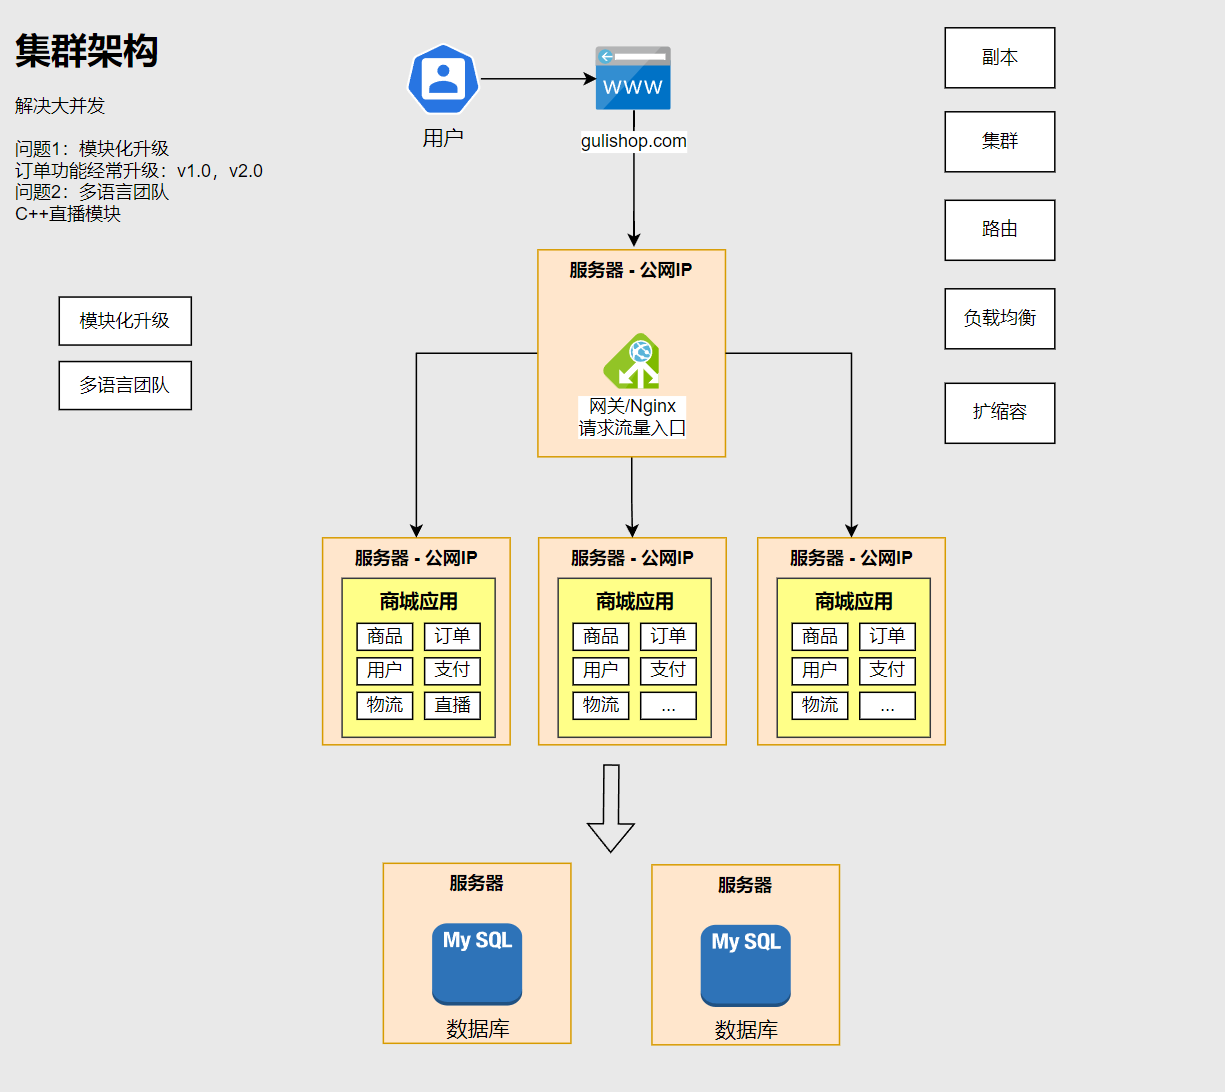 集群架构
解决大并发
问题1：模块化升级
订单功能经常升级：v1.0，v2.0
问题2：多语言团队
C++直播模块
模块化升级
多语言团队
用户
WWW
gulishop.com
服务器 - 公网IP
网关/Nginx
请求流量入口
副本
集群
路由
负载均衡
扩缩容
服务器 - 公网IP
商城应用
商品
订单
用户
支付
物流
直播
服务器 - 公网IP
商城应用
商品
订单
用户
支付
物流
...
服务器 - 公网IP
商城应用
商品
订单
用户
支付
物流
...
服务器
My SQL
数据库
服务器
My SQL
数据库